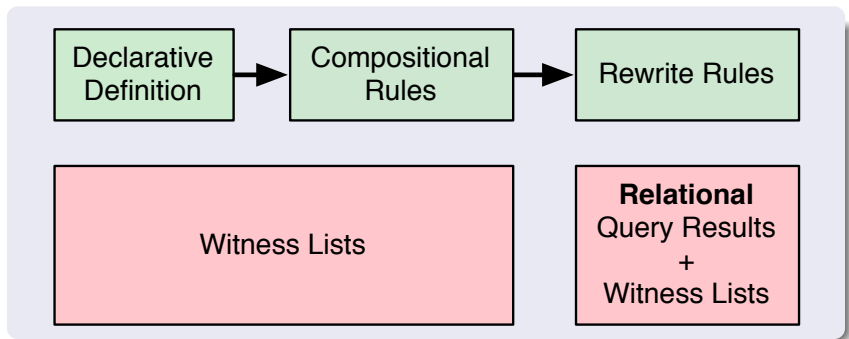 Declarative
Definition
Compositional
Rules
Rewrite Rules
Witness Lists
Relational
Query Results
+
Witness Lists